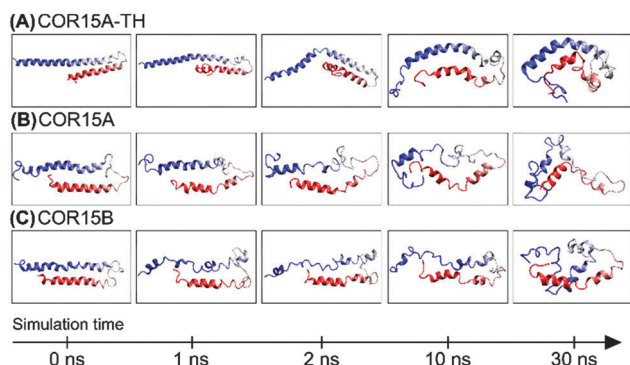 (A) COR15A-TH
(B) COR15A
(C) COR15B
Simulation time
0 ns 1 ns 2 ns 10 ns 30 ns